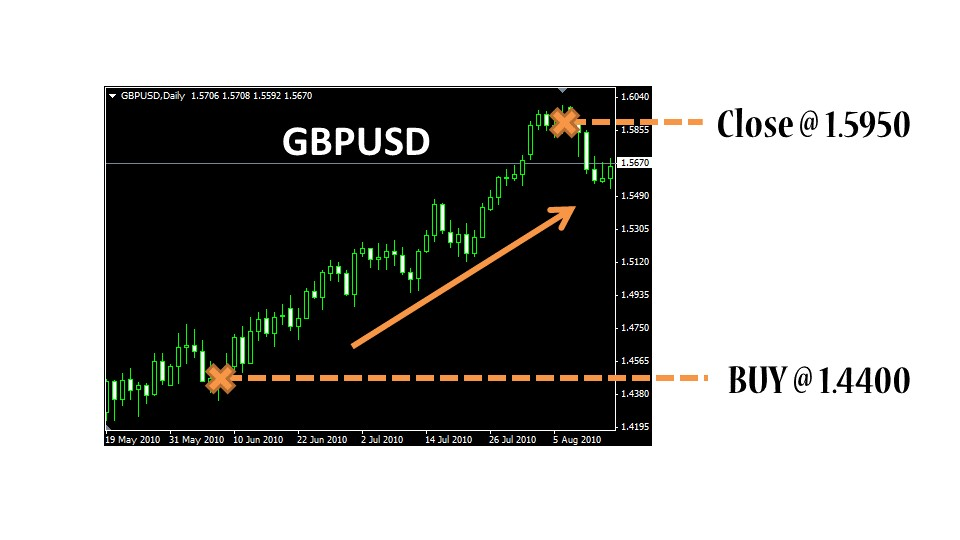 GBPUSD,Daily 1.5706 1.5708 1.5592 1.5670
GBPUSD
1.6040
1.5855
1.5670
1.5490
1.5305
1.5120
1.4935
1.4750
1.4565
1.4380
1.4195
Close @ 1.5950
BUY @ 1.4400
19 May 2010 31 May 2010 10 Jun 2010 22 Jun 2010 2 Jul 2010 14 Jul 2010 26 Jul 2010 5 Aug 2010